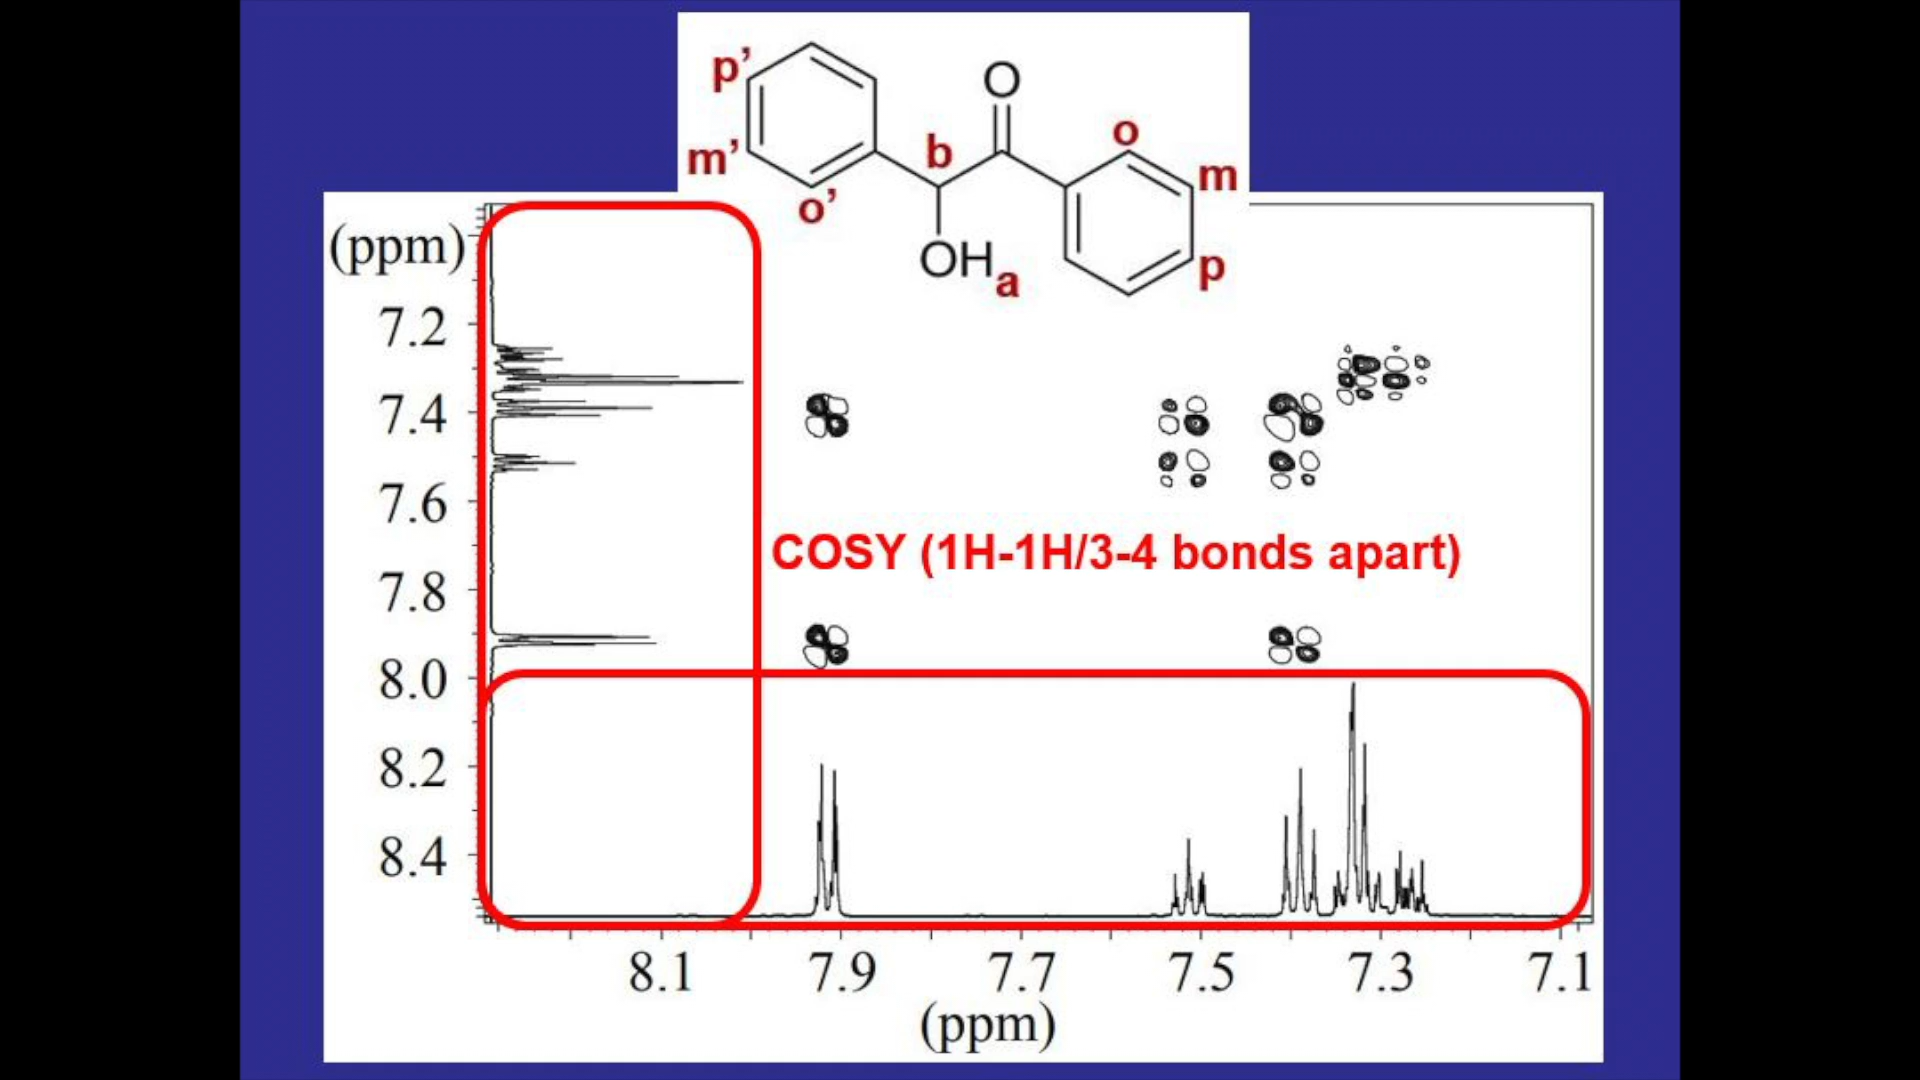 p’
m’
o’
b
O
OH
a
o
m
p
(ppm)
7.2
7.4
7.6
7.8
8.0
8.2
8.4
COSY (1H-1H/3-4 bonds apart)
8.1 7.9 7.7 7.5 7.3 7.1
(ppm)